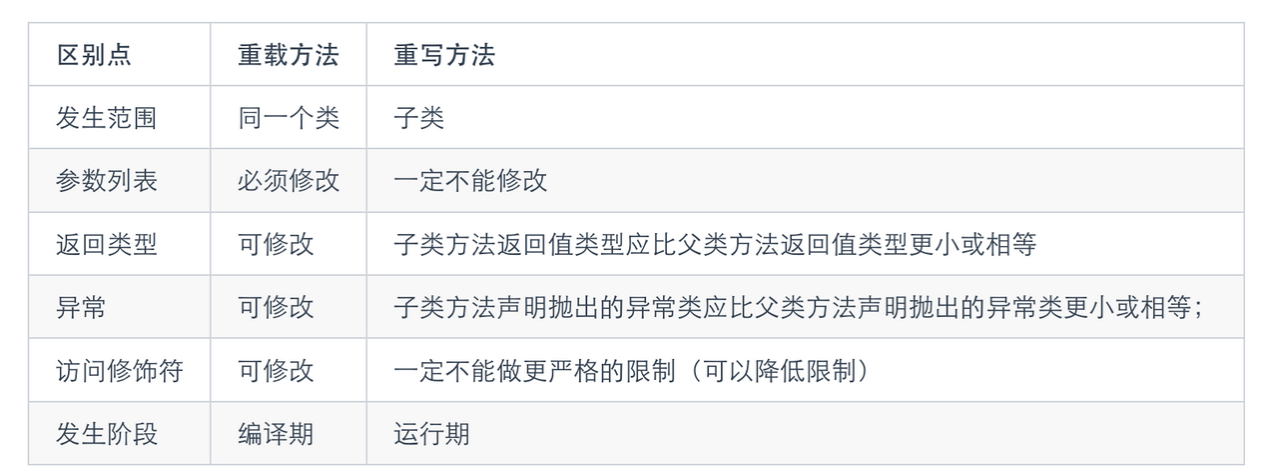 区别点 重载方法 重写方法
发生范围 同一个类 子类
参数列表 必须修改 一定不能修改
返回类型 可修改 子类方法返回值类型应比父类方法返回值类型更小或相等
异常 可修改 子类方法声明抛出的异常类应比父类方法声明抛出的异常类更小或相等;
访问修饰符 可修改 一定不能做更严格的限制（可以降低限制）
发生阶段 编译期 运行期